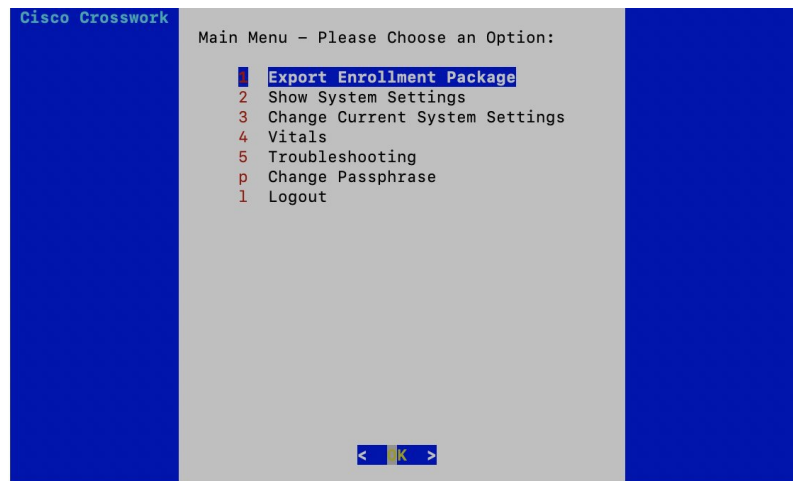 Cisco Crosswork
Main Menu – Please Choose an Option:
1 Export Enrollment Package
2 Show System Settings
3 Change Current System Settings
4 Vitals
5 Troubleshooting
p Change Passphrase
l Logout
< OK >